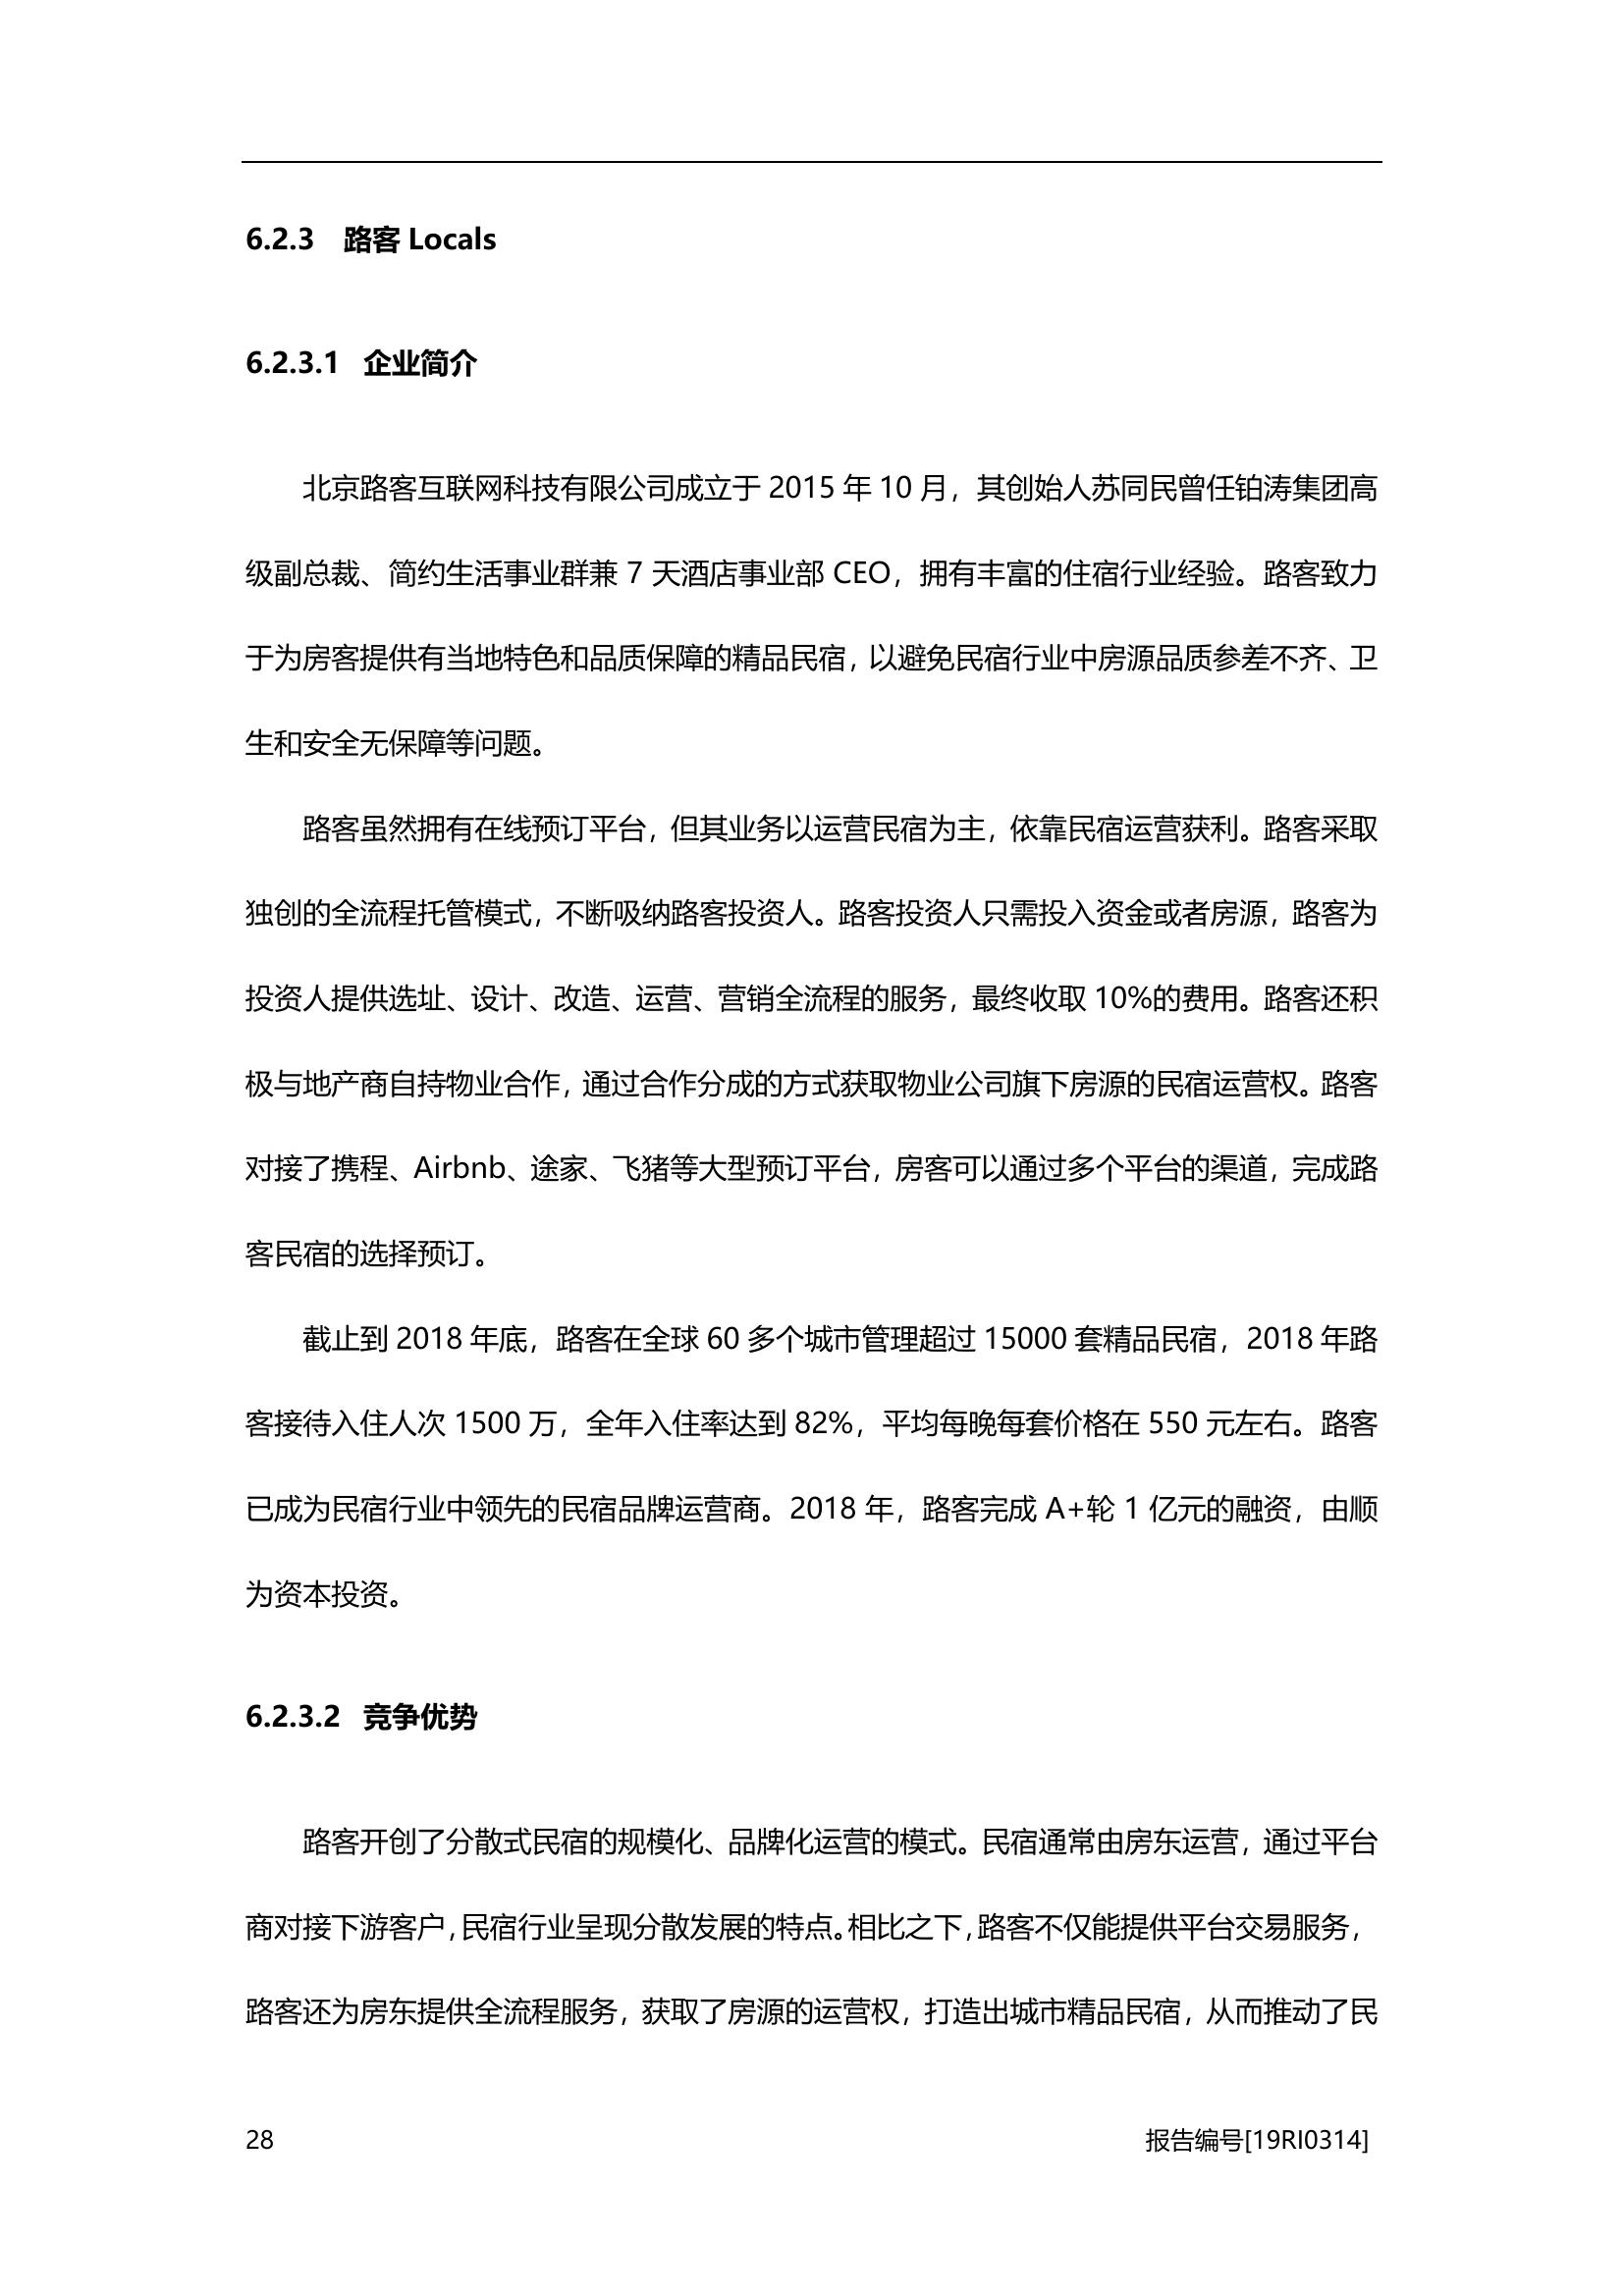 6.2.3 路客 Locals
6.2.3.1 企业简介
北京路客互联网科技有限公司成立于 2015 年 10 月，其创始人苏同民曾任铂涛集团高
级副总裁、简约生活事业群兼 7 天酒店事业部 CEO，拥有丰富的住宿行业经验。路客致力
于为房客提供有当地特色和品质保障的精品民宿，以避免民宿行业中房源品质参差不齐、卫
生和安全无保障等问题。
路客虽然拥有在线预订平台，但其业务以运营民宿为主，依靠民宿运营获利。路客采取
独创的全流程托管模式，不断吸纳路客投资人。路客投资人只需投入资金或者房源，路客为
投资人提供选址、设计、改造、运营、营销全流程的服务，最终收取 10%的费用。路客还积
极与地产商自持物业合作，通过合作分成的方式获取物业公司旗下房源的民宿运营权。路客
对接了携程、Airbnb、途家、飞猪等大型预订平台，房客可以通过多个平台的渠道，完成路
客民宿的选择预订。
截止到 2018 年底，路客在全球 60 多个城市管理超过 15000 套精品民宿，2018 年路
客接待入住人次 1500 万，全年入住率达到 82%，平均每晚每套价格在 550 元左右。路客
已成为民宿行业中领先的民宿品牌运营商。2018 年，路客完成 A+轮 1 亿元的融资，由顺
为资本投资。
6.2.3.2 竞争优势
路客开创了分散式民宿的规模化、品牌化运营的模式。民宿通常由房东运营，通过平台
商对接下游客户，民宿行业呈现分散发展的特点。相比之下，路客不仅能提供平台交易服务，
路客还为房东提供全流程服务，获取了房源的运营权，打造出城市精品民宿，从而推动了民
28 报告编号[19RI0314]